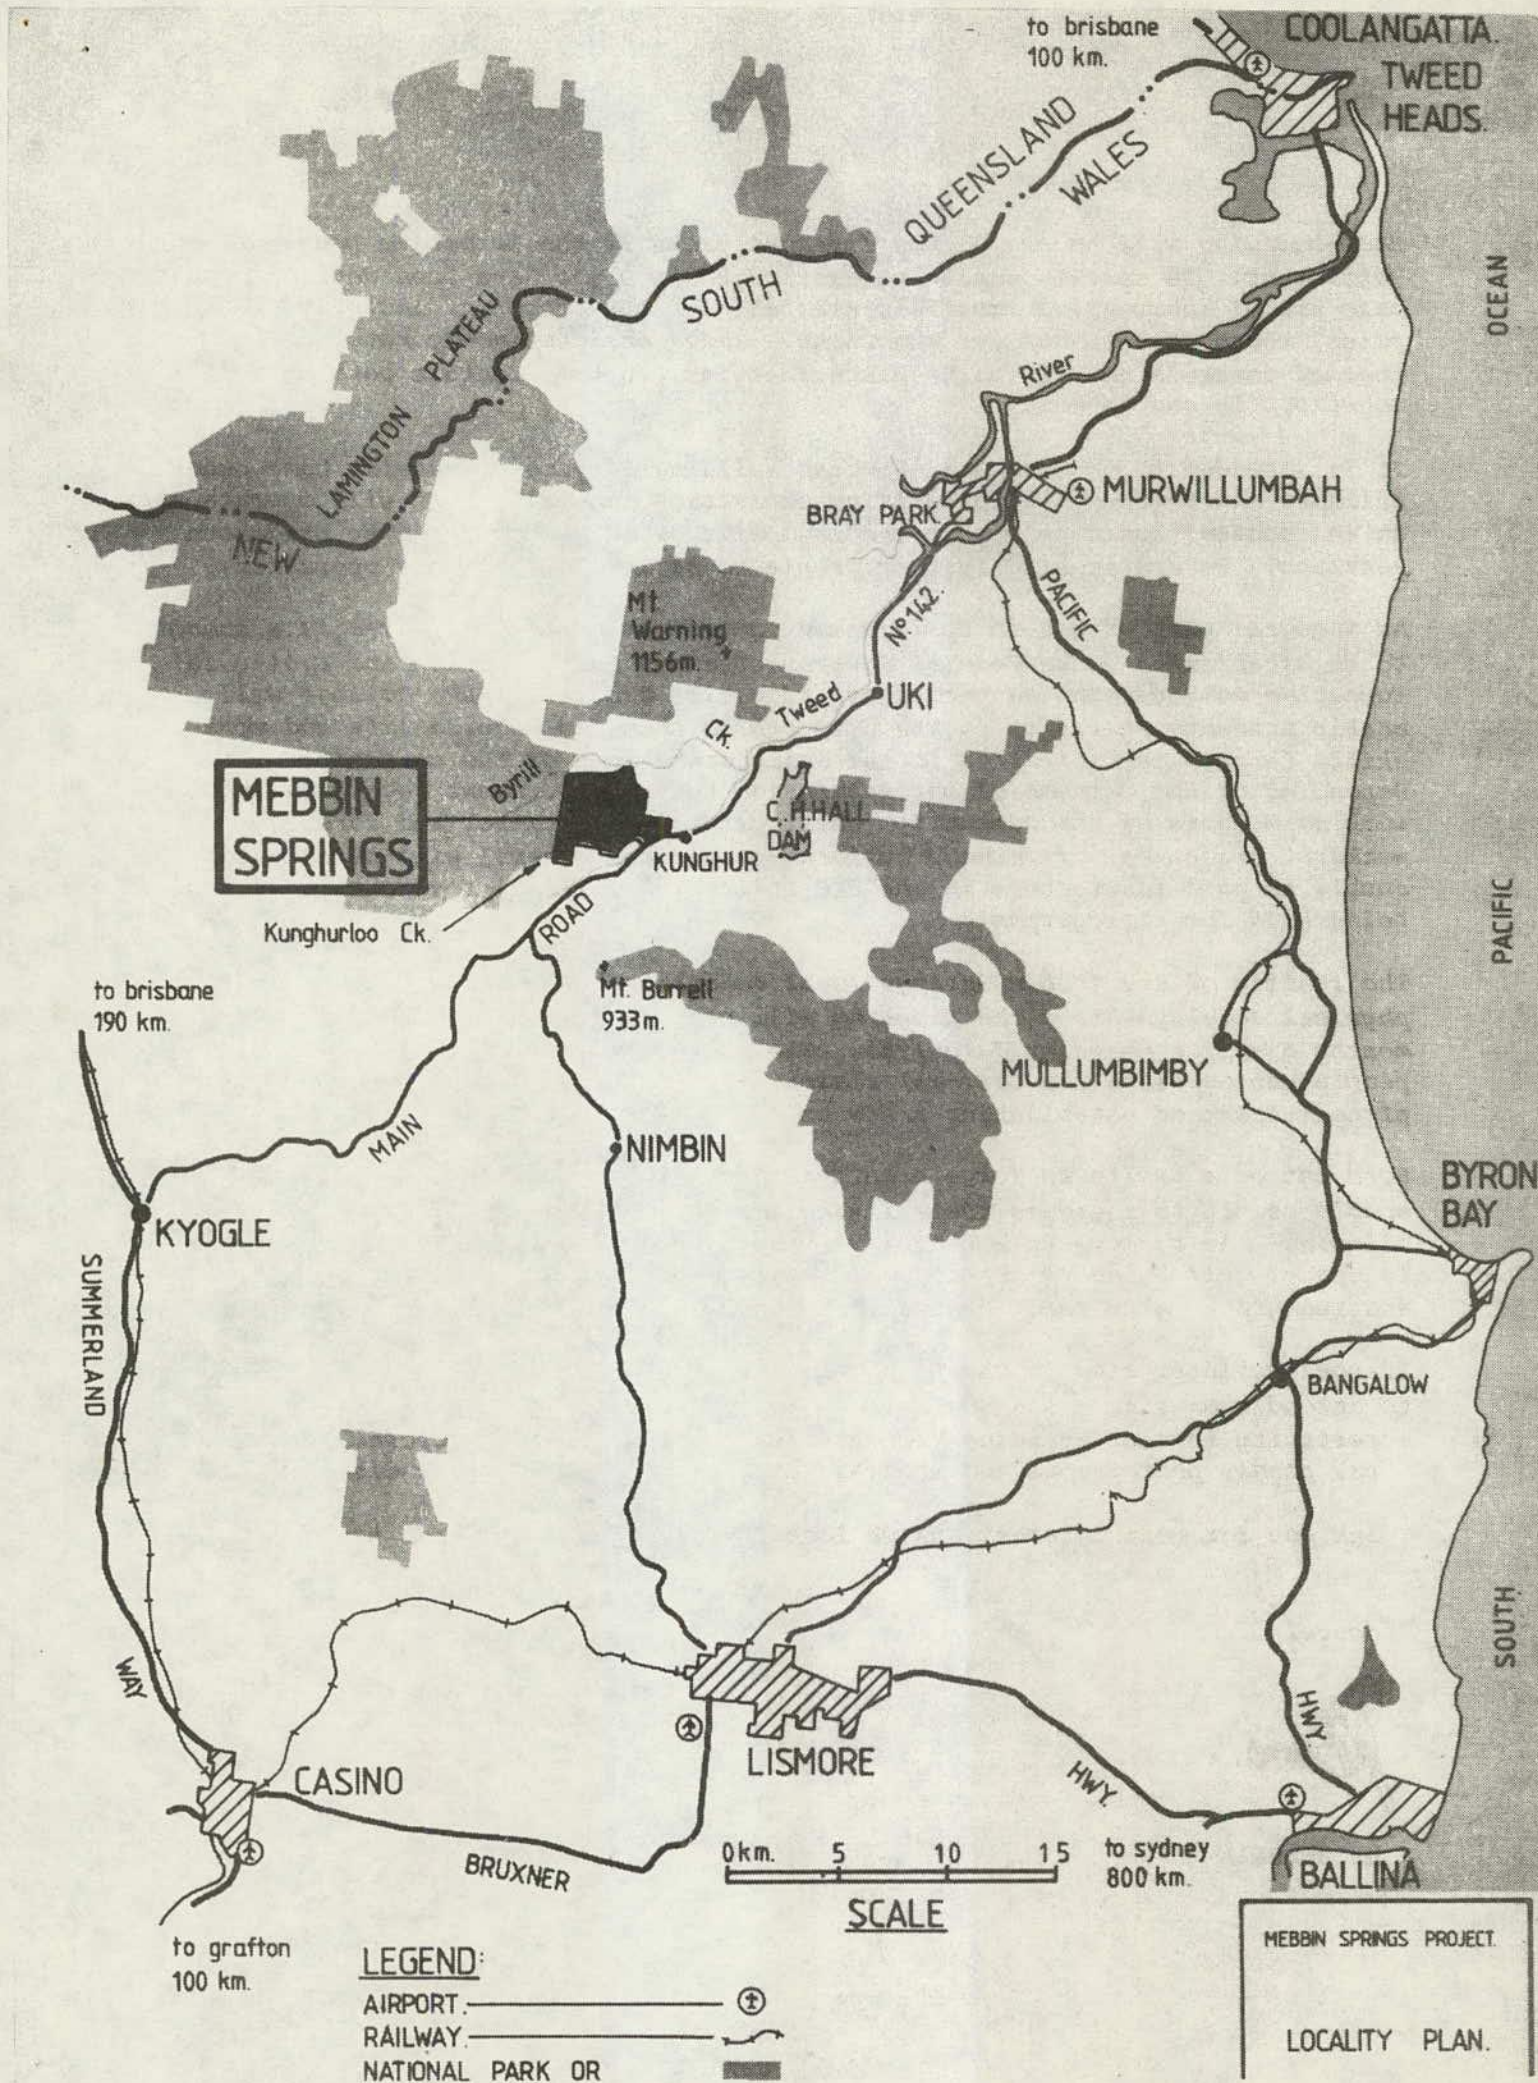 to brisbane
100 km.
COOLANGATTA.
TWEED
HEADS.
QUEENSLAND
WALES
SOUTH
OCEAN
PLATEAU
LAMINGTON
NEW
River
MURWILLUMBAH
BRAY PARK.
Nº.142.
PACIFIC
Mt.
Warning
1156m.
UKI
Tweed
Ck.
Byrill
MEBBIN
SPRINGS
C.H.HALL
DAM
KUNGHUR
Kunghurloo Ck.
ROAD
PACIFIC
to brisbane
190 km.
Mt. Burrell
933m.
MULLUMBIMBY
MAIN
NIMBIN
BYRON
BAY
KYOGLE
SUMMERLAND
BANGALOW
SOUTH
WAY
HWY.
LISMORE
CASINO
HWY.
BRUXNER
0km. 5 10 15
SCALE
to sydney
800 km.
BALLINA
to grafton
100 km.
LEGEND:
AIRPORT.
RAILWAY.
NATIONAL PARK OR
MEBBIN SPRINGS PROJECT.
LOCALITY PLAN.